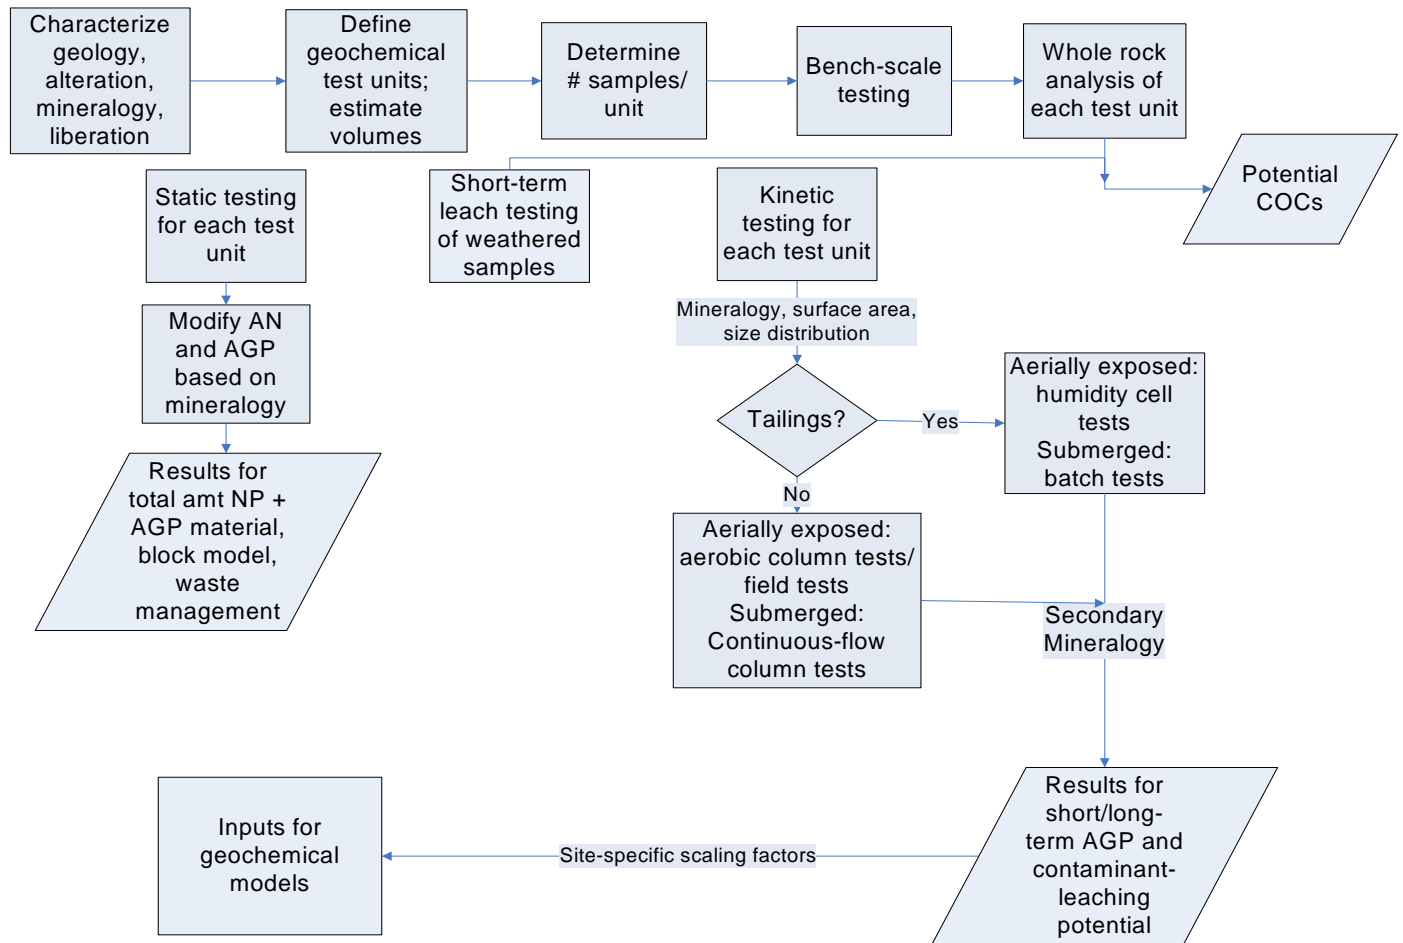 Characterize
geology,
alteration,
mineralogy,
liberation
Define
geochemical
test units;
estimate
volumes
Determine
# samples/
unit
Bench-scale
testing
Whole rock
analysis of
each test unit
Potential
COCs
Static testing
for each test
unit
Short-term
leach testing
of weathered
samples
Kinetic
testing for
each test unit
Modify AN
and AGP
based on
mineralogy
Mineralogy, surface area,
size distribution
Tailings?
Yes
Aerially exposed:
humidity cell
tests
Submerged:
batch tests
No
Results for
total amt NP +
AGP material,
block model,
waste
management
Aerially exposed:
aerobic column tests/
field tests
Submerged:
Continuous-flow
column tests
Secondary
Mineralogy
Results for
short/long-
term AGP and
contaminant-
leaching
potential
Site-specific scaling factors
Inputs for
geochemical
models